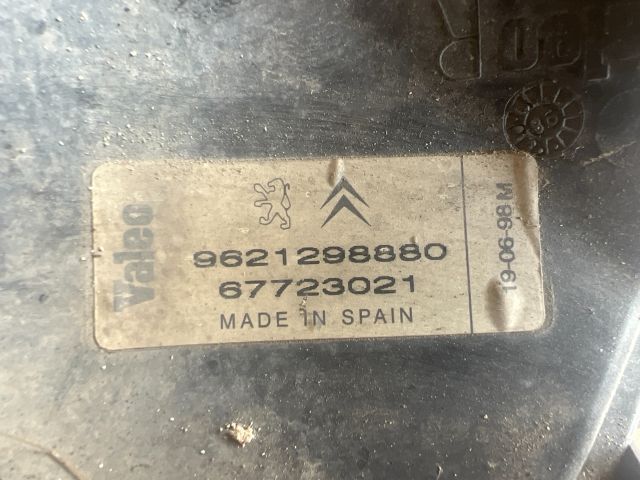 Valeo
9621298880
67723021
MADE IN SPAIN
19-06-98 M